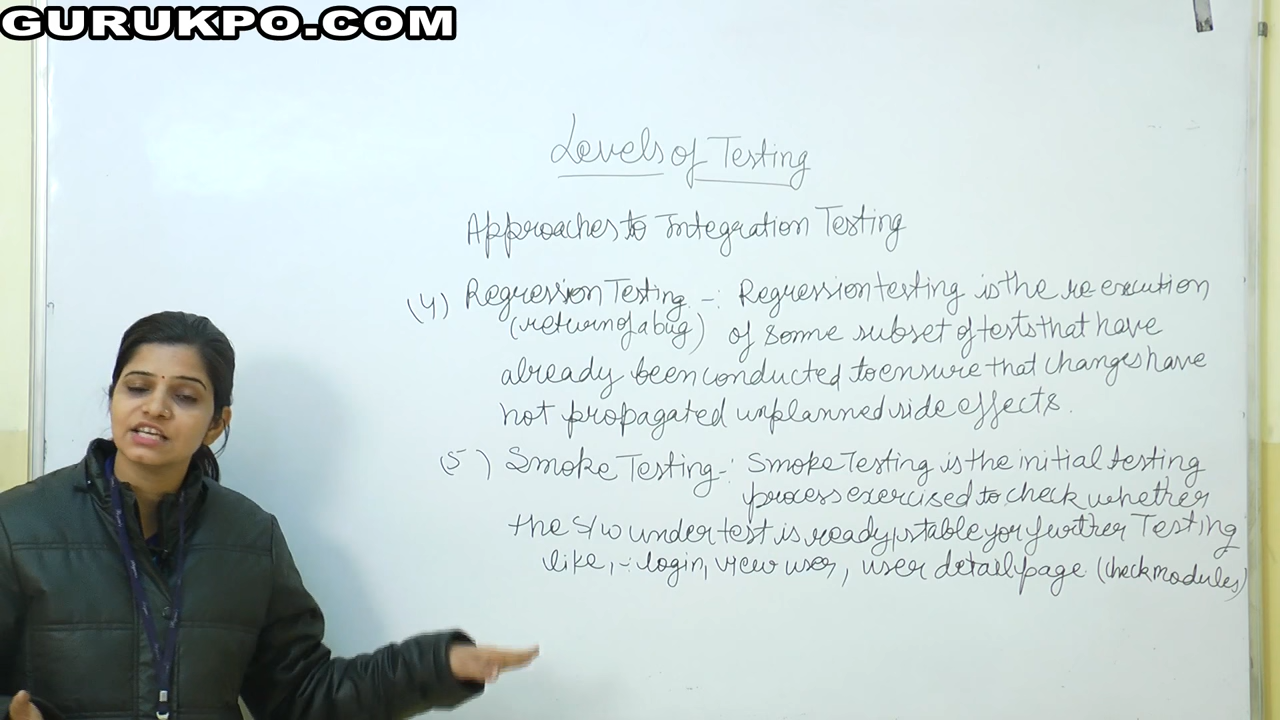 GURUKPO.COM
Levels of Testing
Approaches to Integration Testing
(4) Regression Testing -: Regression testing is the re execution
(return of a bug) of some subset of tests that have
already been conducted to ensure that changes have
not propagated unplanned side effects.
(5) Smoke Testing -: Smoke Testing is the initial testing
process exercised to check whether
the S/w under test is ready/stable for further Testing
like, - login, view user, user detail page (check modules)